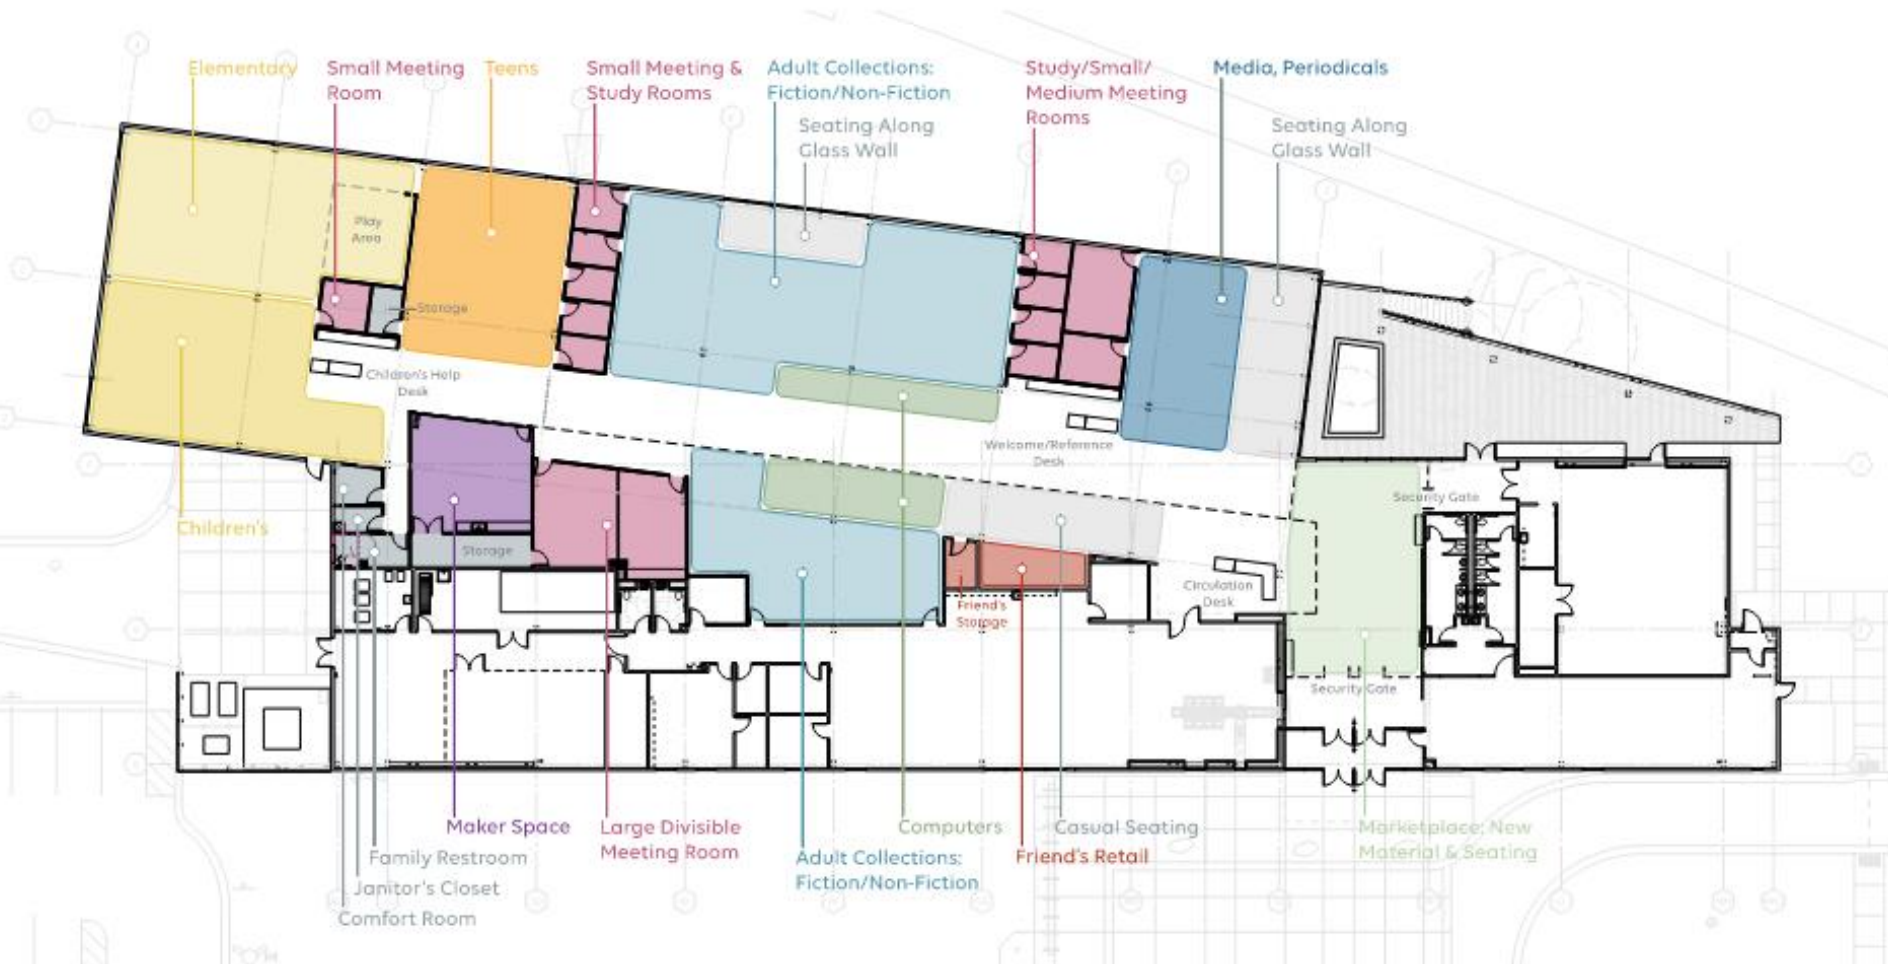 Elementary
Small Meeting
Room
Teens
Small Meeting &
Study Rooms
Adult Collections:
Fiction/Non-Fiction
Seating Along
Glass Wall
Study/Small/
Medium Meeting
Rooms
Media, Periodicals
Seating Along
Glass Wall
Play
Area
Storage
Children's Help
Desk
Welcome/Reference
Desk
Security Gate
Children's
Storage
Circulation
Desk
Friend's
Storage
Security Gate
Maker Space
Large Divisible
Meeting Room
Computers
Casual Seating
Marketplace: New
Material & Seating
Family Restroom
Adult Collections:
Fiction/Non-Fiction
Friend's Retail
Janitor's Closet
Comfort Room